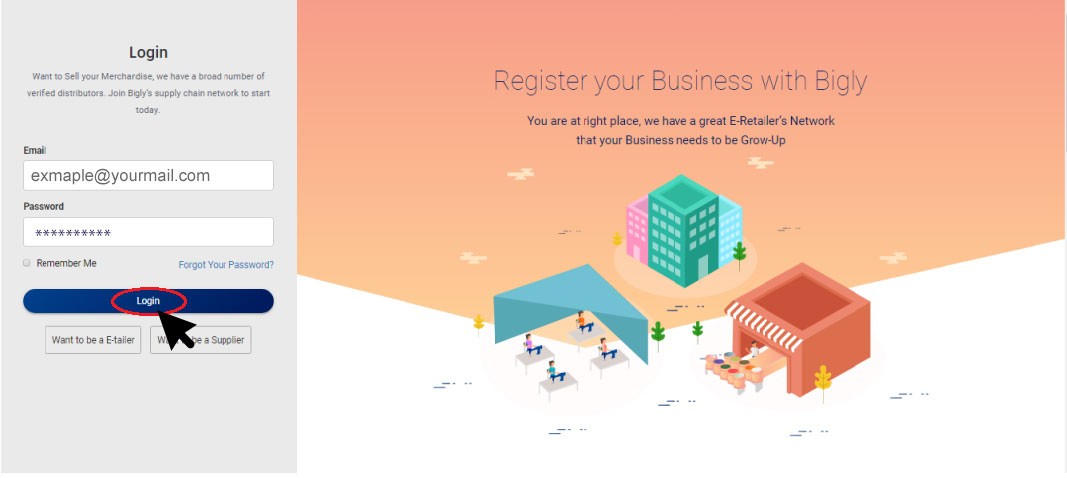 Login
Want to Sell your Merchandise, we have a broad number of
verifed distributors. Join Bigly's supply chain network to start
today.
Email
exmaple@yourmail.com
Password
**********
Remember Me
Forgot Your Password?
Login
Want to be a E-tailer
be a Supplier
Register your Business with Bigly
You are at right place, we have a great E-Retailer's Network
that your Business needs to be Grow-Up